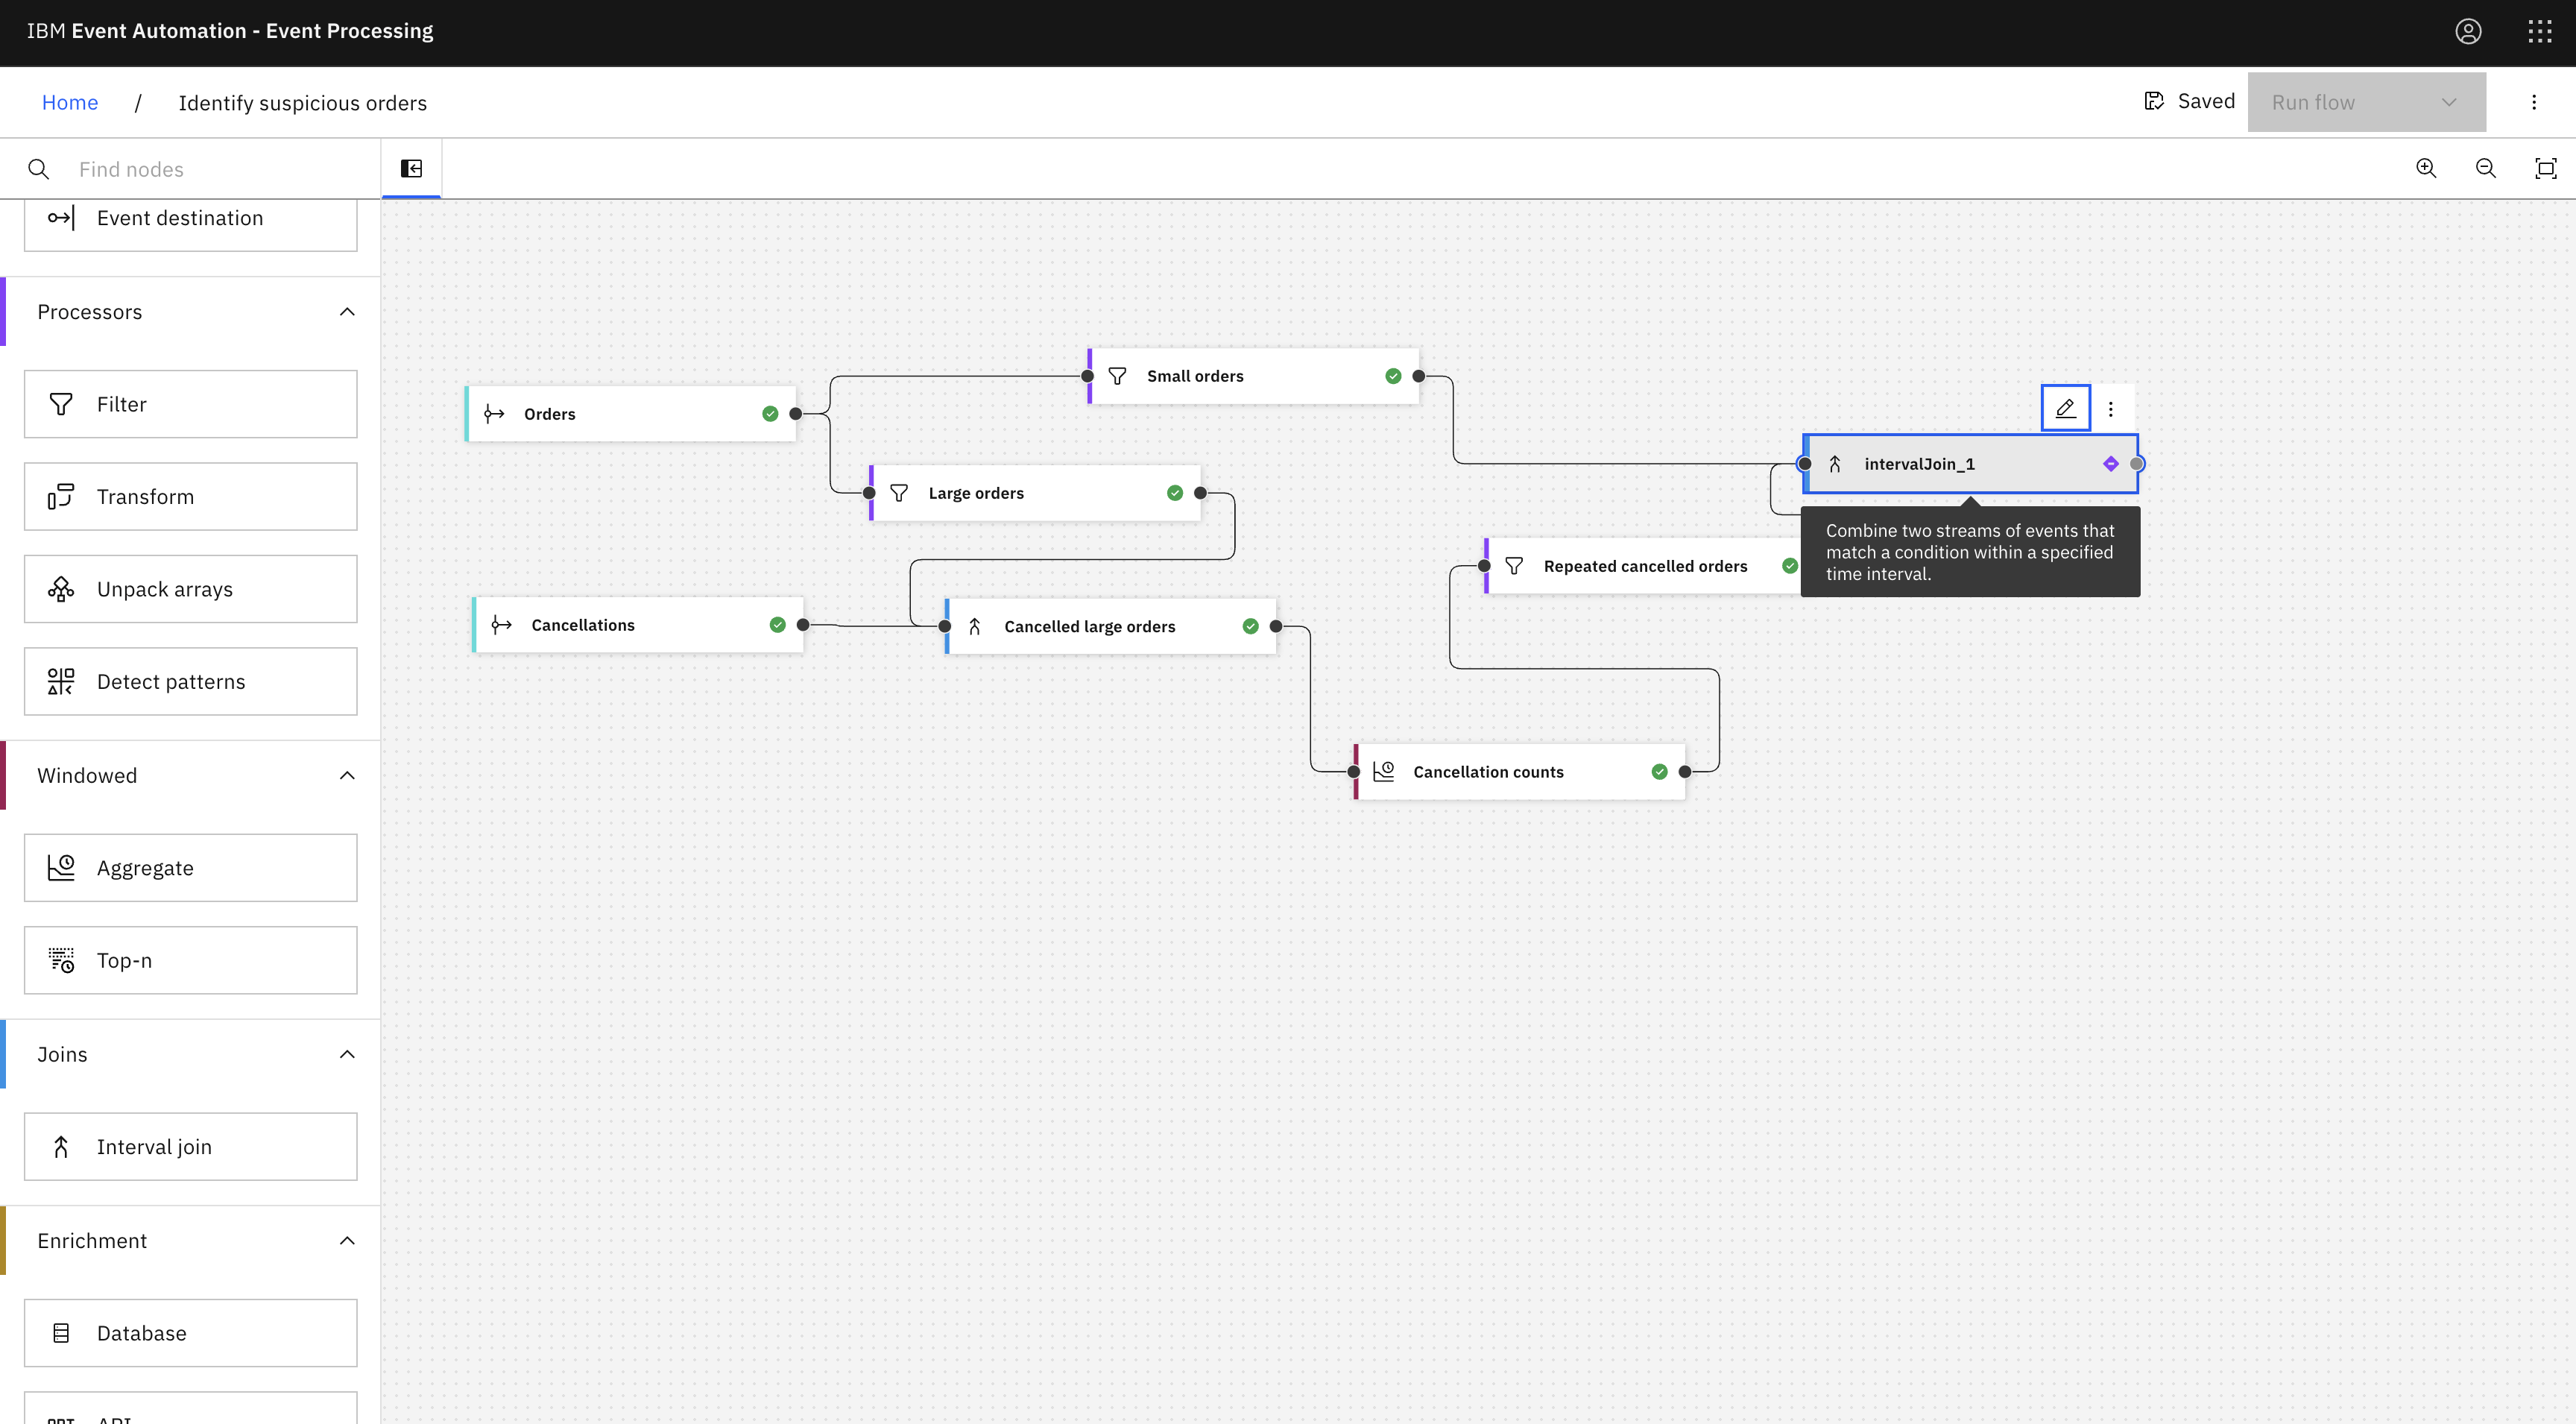 IBM Event Automation - Event Processing
Home / Identify suspicious orders
Saved
Run flow
Find nodes
Event destination
Processors
Filter
Transform
Unpack arrays
Detect patterns
Windowed
Aggregate
Top-n
Joins
Interval join
Enrichment
Database
API
Orders
Small orders
Large orders
Cancellations
Cancelled large orders
Cancellation counts
Repeated cancelled orders
intervalJoin_1
Combine two streams of events that
match a condition within a specified
time interval.